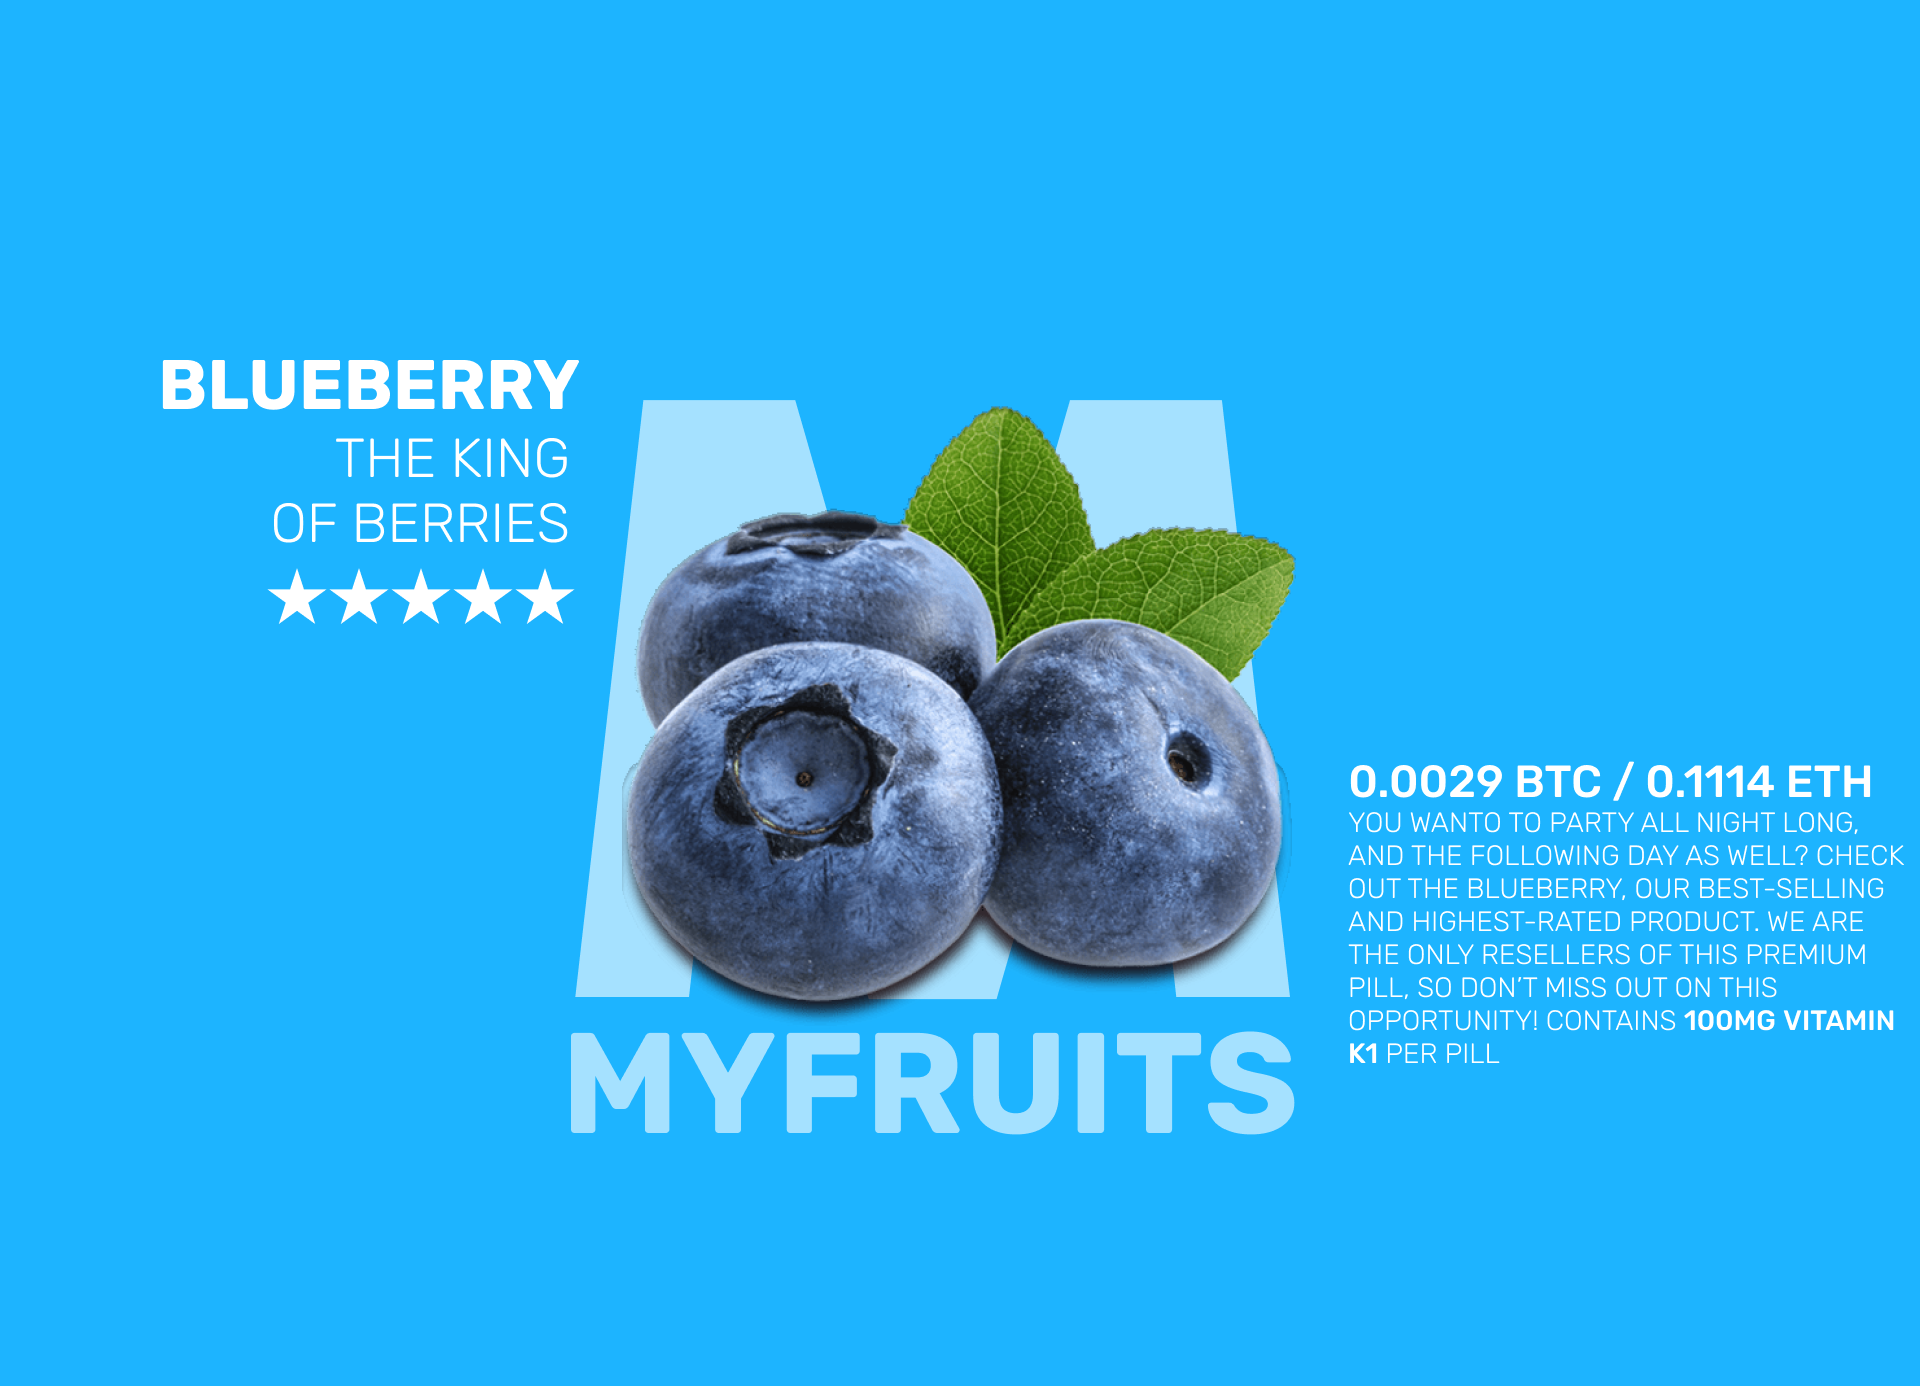 BLUEBERRY
THE KING
OF BERRIES
★★★★★
0.0029 BTC / 0.1114 ETH
YOU WANTO TO PARTY ALL NIGHT LONG,
AND THE FOLLOWING DAY AS WELL? CHECK
OUT THE BLUEBERRY, OUR BEST-SELLING
AND HIGHEST-RATED PRODUCT. WE ARE
THE ONLY RESELLERS OF THIS PREMIUM
PILL, SO DON’T MISS OUT ON THIS
OPPORTUNITY! CONTAINS 100MG VITAMIN
K1 PER PILL
M
MYFRUITS